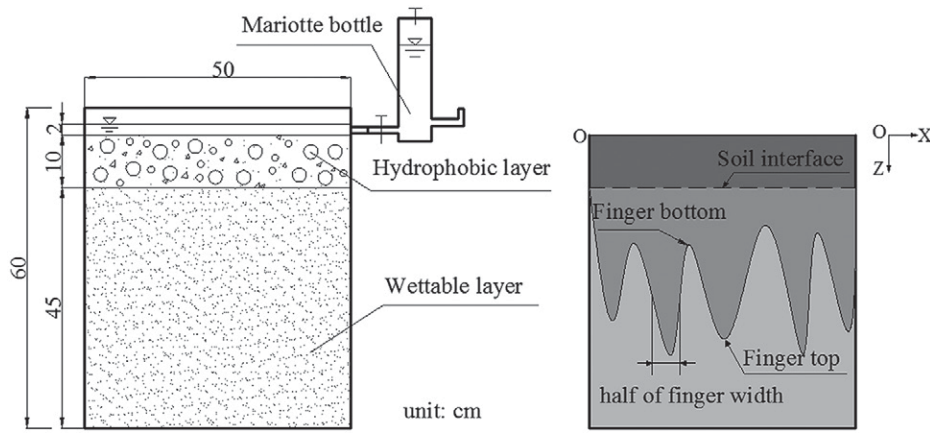 Mariotte bottle
50
2
10
Hydrophobic layer
60
45
Wettable layer
unit: cm
O
O
X
Z
Soil interface
Finger bottom
Finger top
half of finger width